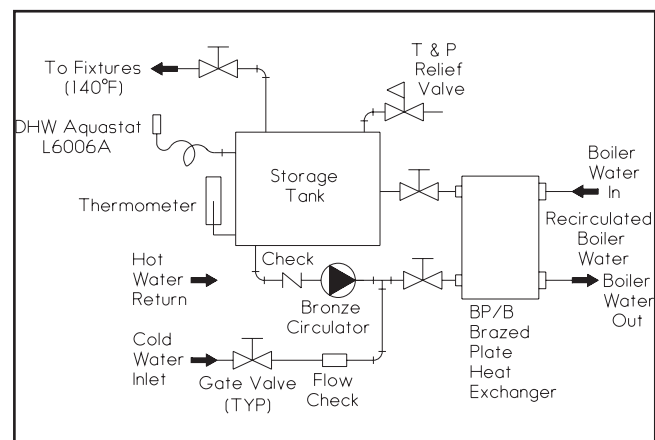 To Fixtures
(140°F)
T & P
Relief
Valve
DHW Aquastat
L6006A
Storage
Tank
Boiler
Water
In
Thermometer
Recirculated
Boiler
Water
Hot
Water
Return
Check
Bronze
Circulator
Boiler
Water
Out
BP/B
Brazed
Plate
Heat
Exchanger
Cold
Water
Inlet
Gate Valve
(TYP)
Flow
Check